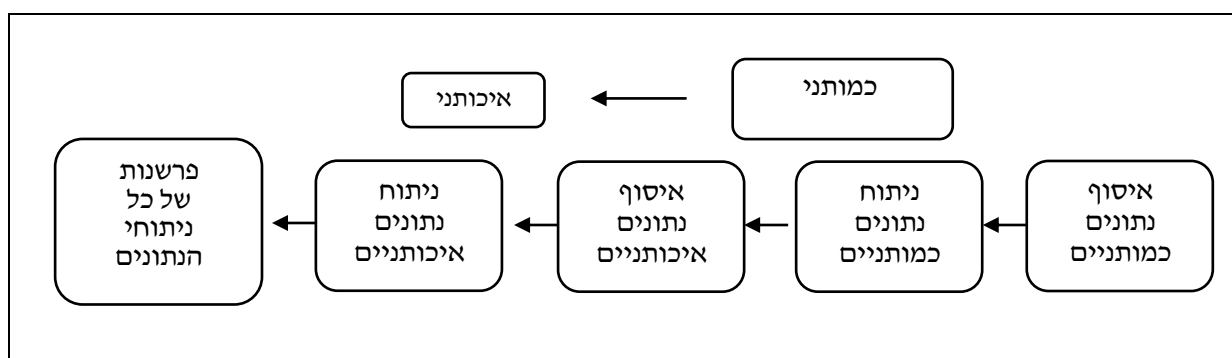 כמותני
איכותני
איסוף
נתונים
כמותניים
ניתוח
נתונים
כמותניים
איסוף
נתונים
איכותניים
ניתוח
נתונים
איכותניים
פרשנות
של כל
ניתוחי
הנתונים